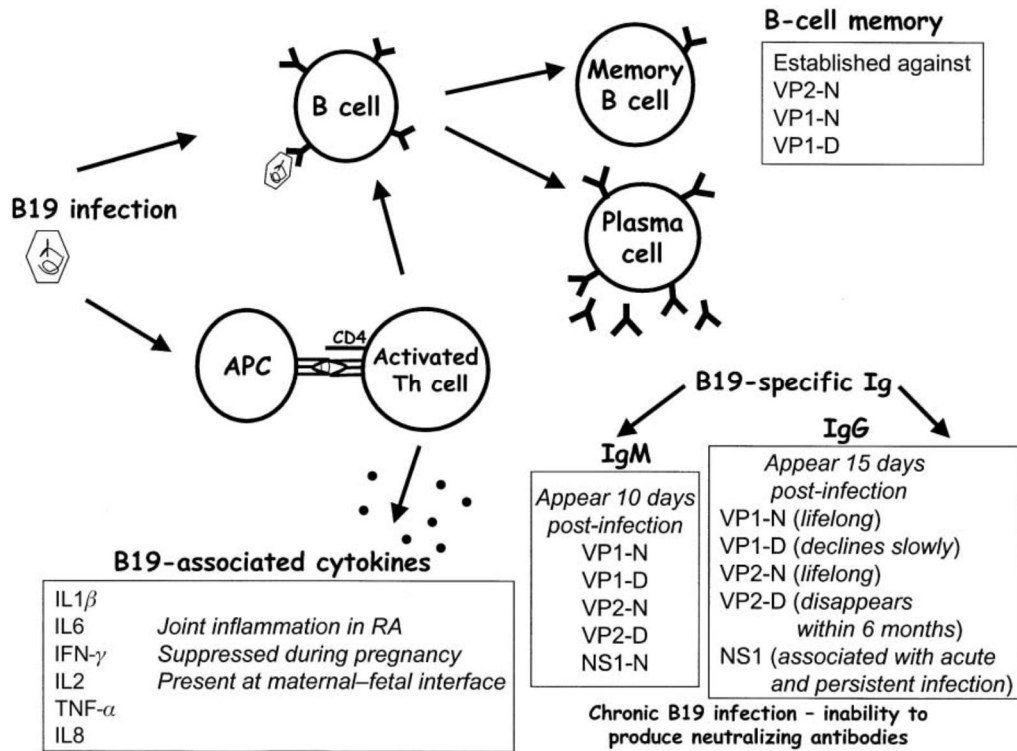 B-cell memory
Established against
VP2-N
VP1-N
VP1-D
B cell
Memory
B cell
B19 infection
Plasma
cell
APC
CD4
Activated
Th cell
B19-specific Ig
IgM
Appear 10 days
post-infection
VP1-N
VP1-D
VP2-N
VP2-D
NS1-N
IgG
Appear 15 days
post-infection
VP1-N (lifelong)
VP1-D (declines slowly)
VP2-N (lifelong)
VP2-D (disappears
within 6 months)
NS1 (associated with acute
and persistent infection)
B19-associated cytokines
IL1β
IL6 Joint inflammation in RA
IFN-γ Suppressed during pregnancy
IL2 Present at maternal–fetal interface
TNF-α
IL8
Chronic B19 infection – inability to
produce neutralizing antibodies